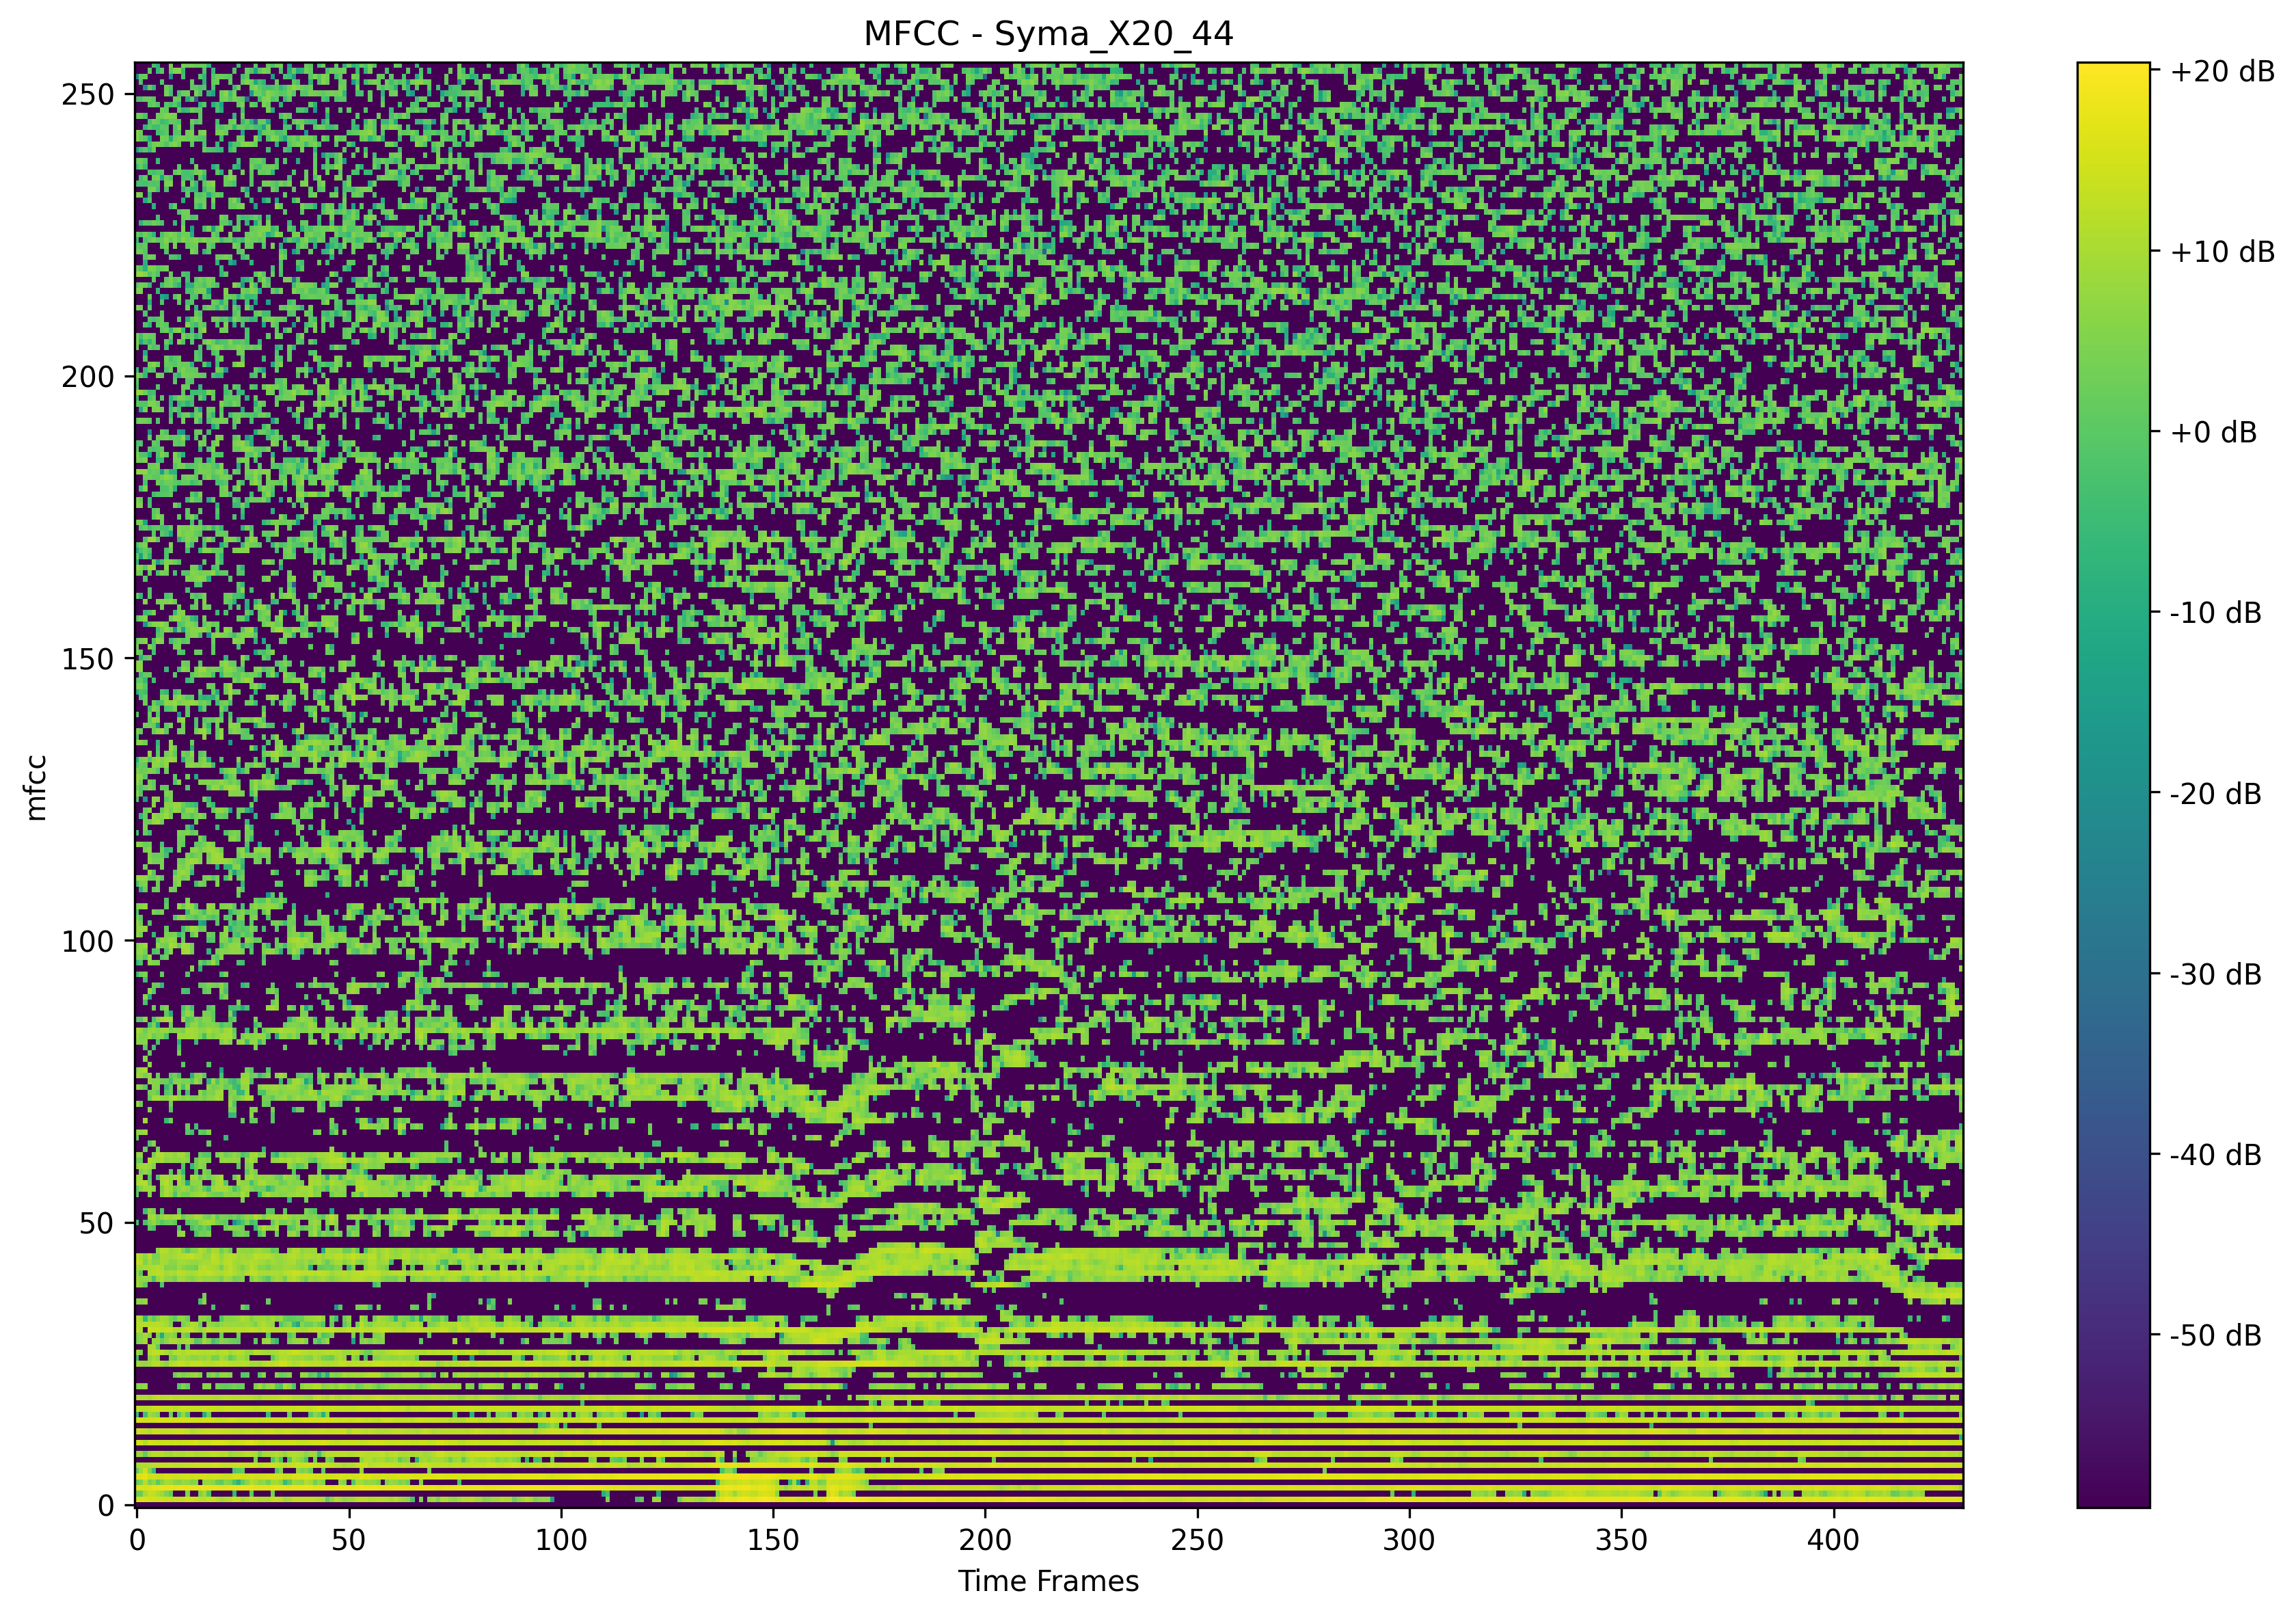 MFCC - Syma_X20_44
250
200
150
100
50
0
mfcc
0 50 100 150 200 250 300 350 400
Time Frames
+20 dB
+10 dB
+0 dB
-10 dB
-20 dB
-30 dB
-40 dB
-50 dB